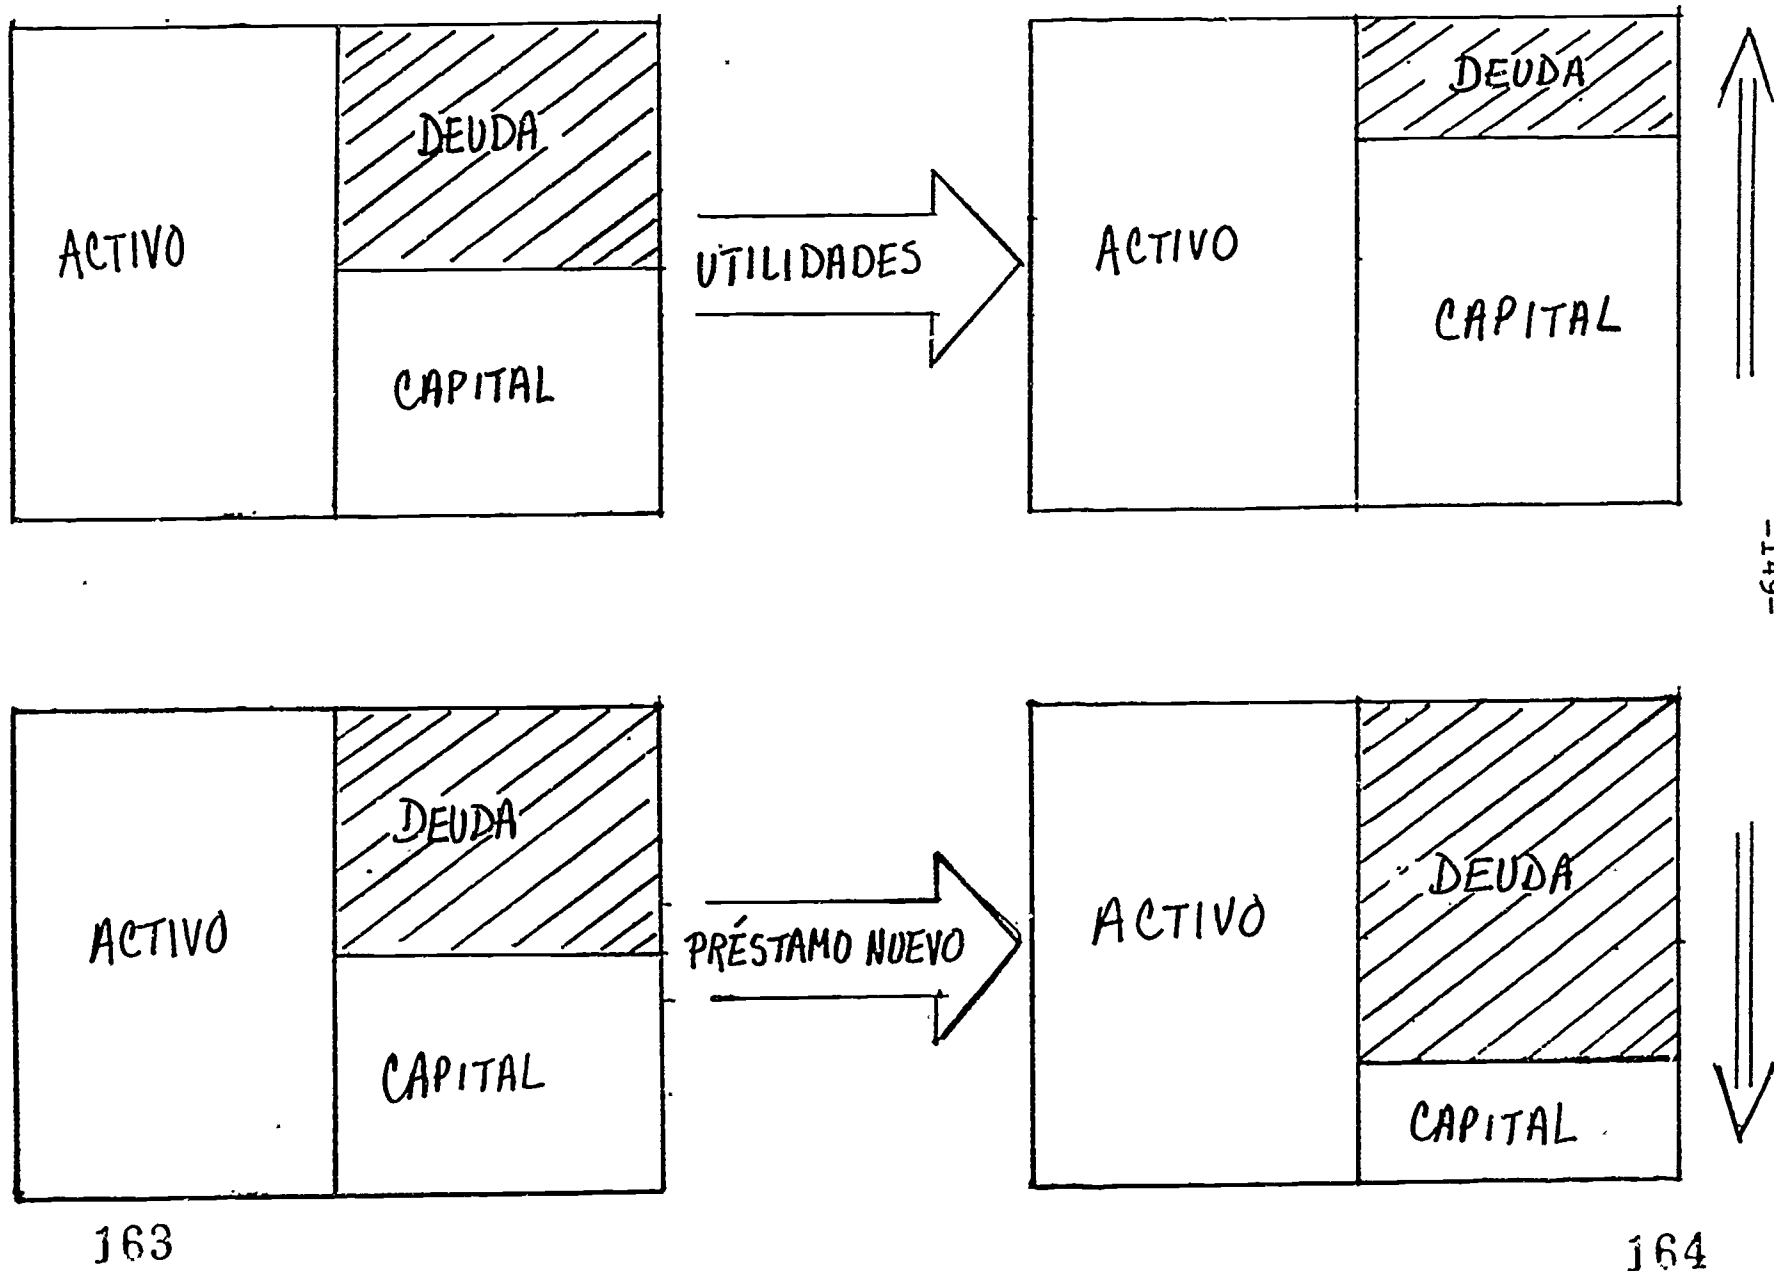 DEUDA
ACTIVO
CAPITAL
UTILIDADES
DEUDA
ACTIVO
CAPITAL
-149-
DEUDA
ACTIVO
CAPITAL
PRÉSTAMO NUEVO
DEUDA
ACTIVO
CAPITAL
163
164